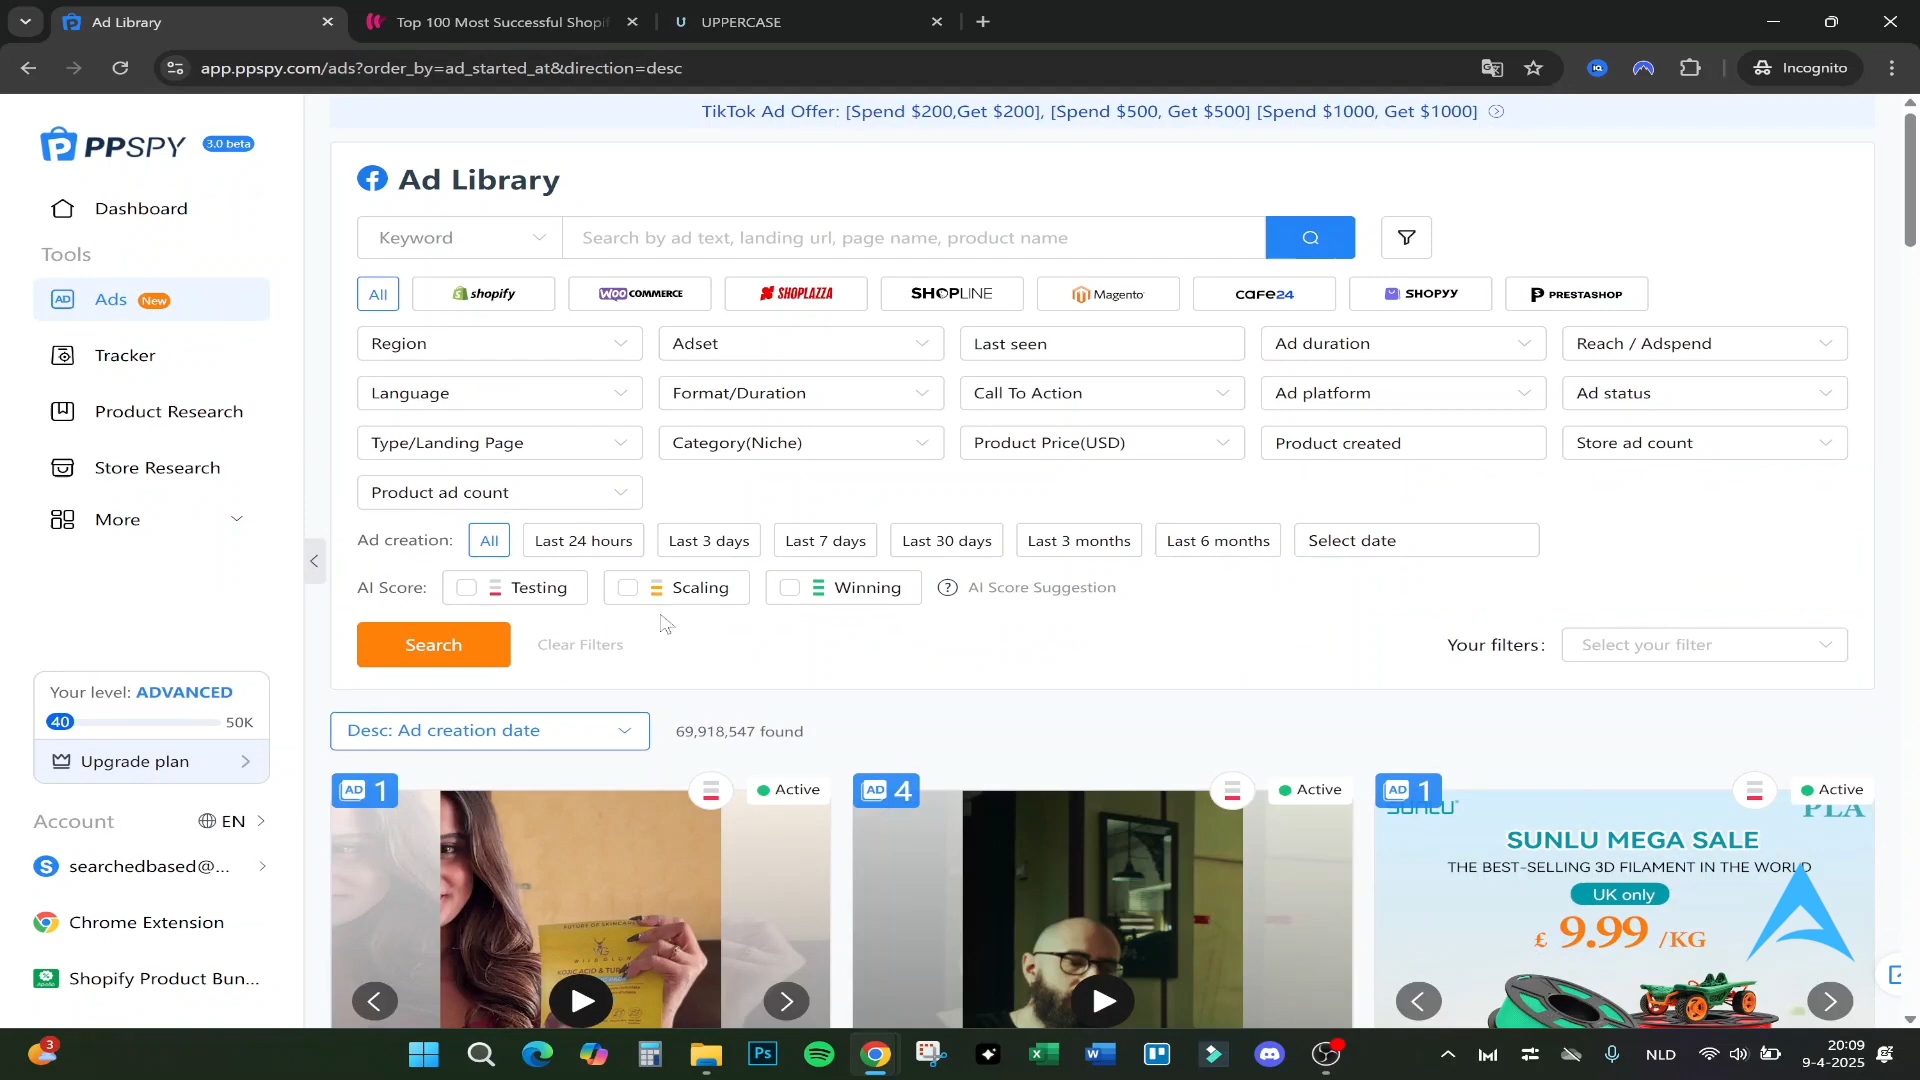 Ad Library
Top 100 Most Successful Shopif
UPPERCASE
app.ppspy.com/ads?order_by=ad_started_at&direction=desc
Incognito
TikTok Ad Offer: [Spend $200,Get $200], [Spend $500, Get $500] [Spend $1000, Get $1000]
PPSPY 3.0 beta
Dashboard
Tools
Ads New
Tracker
Product Research
Store Research
More
Your level: ADVANCED
40 50K
Upgrade plan
Account EN
searchedbased@...
Chrome Extension
Shopify Product Bun...
Ad Library
Keyword Search by ad text, landing url, page name, product name
All shopify WOO COMMERCE SHOPLAZZA SHOPLINE Magento CAFE24 SHOPYY PRESTASHOP
Region Adset Last seen Ad duration Reach / Adspend
Language Format/Duration Call To Action Ad platform Ad status
Type/Landing Page Category(Niche) Product Price(USD) Product created Store ad count
Product ad count
Ad creation: All Last 24 hours Last 3 days Last 7 days Last 30 days Last 3 months Last 6 months Select date
AI Score: Testing Scaling Winning ? AI Score Suggestion
Search Clear Filters Your filters: Select your filter
Desc: Ad creation date 69,918,547 found
AD 1 Active AD 4 Active AD 1 Active
SUNLU PLA
SUNLU MEGA SALE
THE BEST-SELLING 3D FILAMENT IN THE WORLD
UK only
£ 9.99 /KG
FUTURE OF SKINCARE
KOJIC ACID & TUR
3
Ps
NLD
20:09
9-4-2025